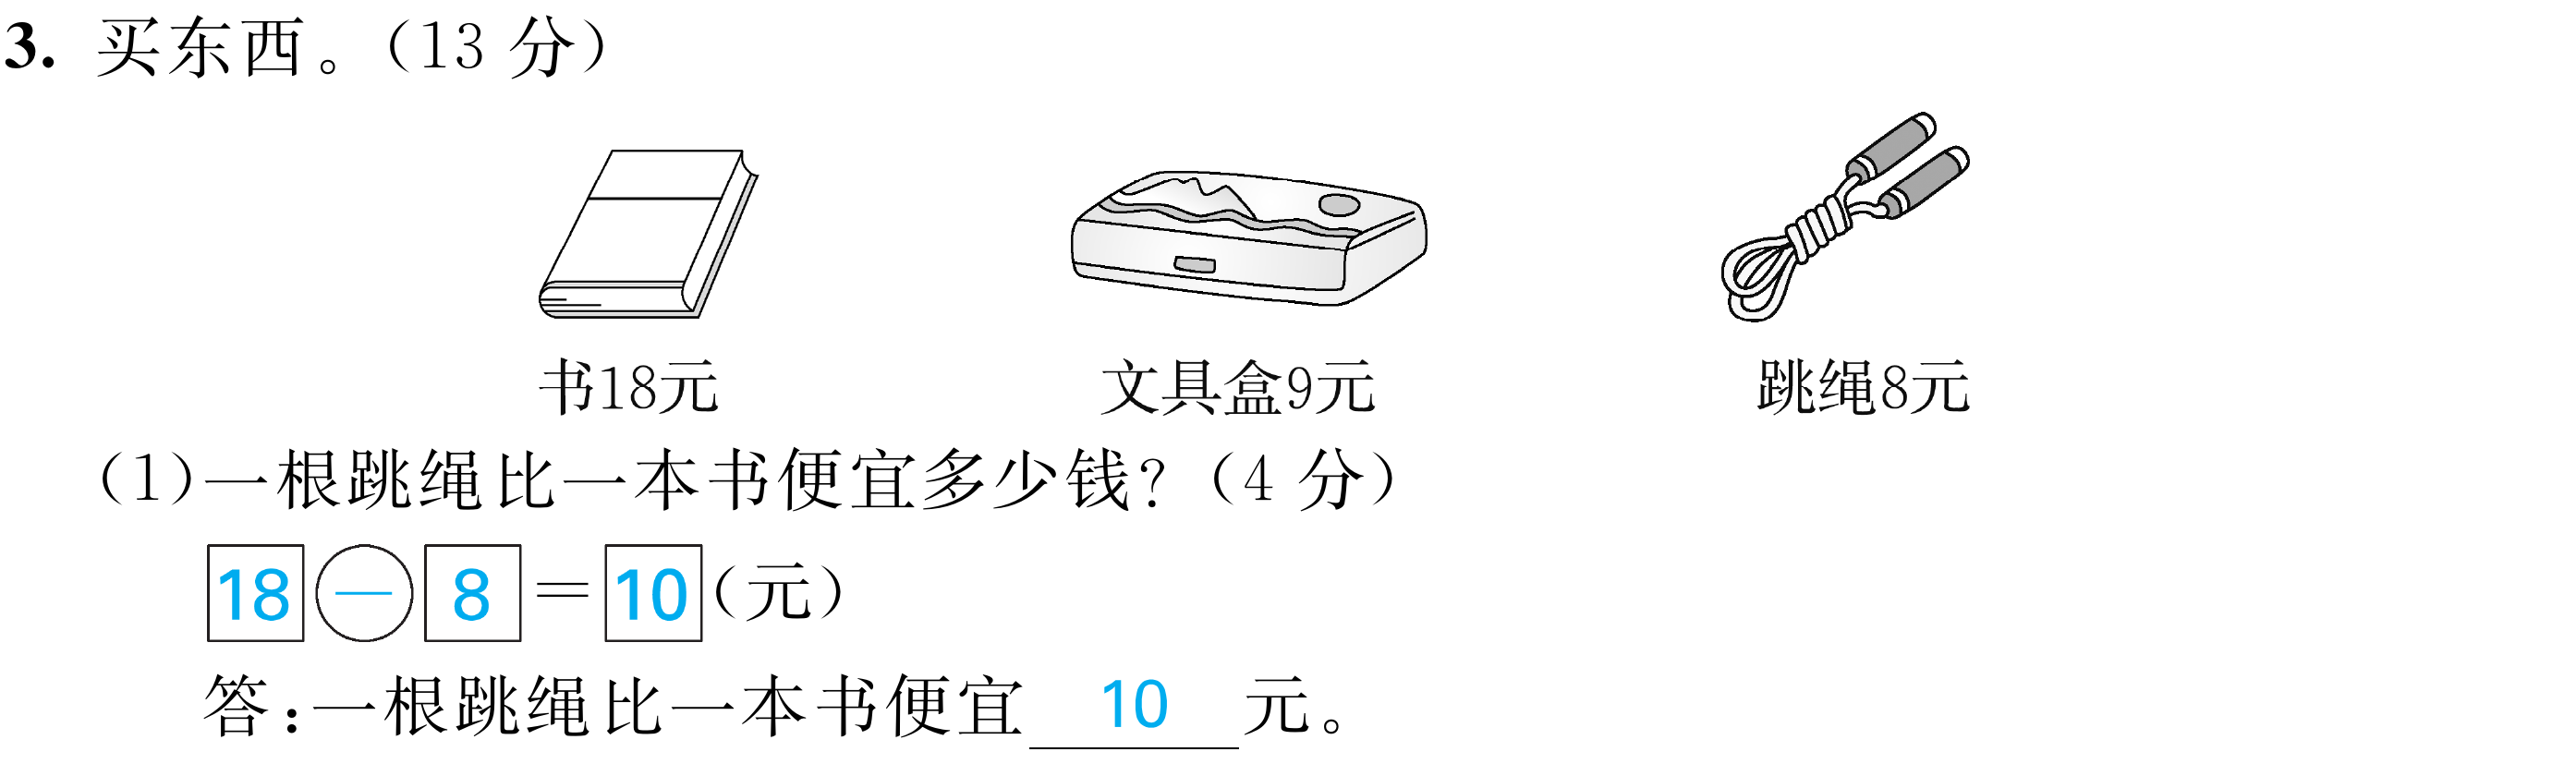 3. 买东西。(13 分)
书18元 文具盒9元 跳绳8元
(1)一根跳绳比一本书便宜多少钱?(4 分)
18 — 8 = 10 (元)
答:一根跳绳比一本书便宜 10 元。